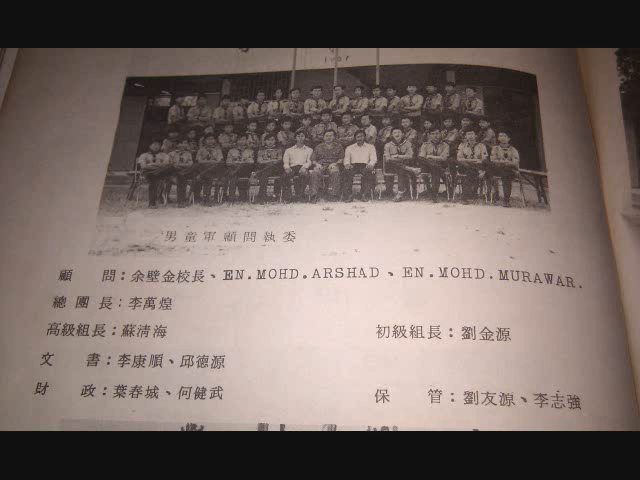 男童軍顧問執委
顧 問：余壁金校長、EN.MOHD.ARSHAD、EN.MOHD.MURAWAR.
總團長：李萬煌
高級組長：蘇清海 初級組長：劉金源
文 書：李康順、邱德源
財 政：葉春城、何健武 保 管：劉友源、李志強